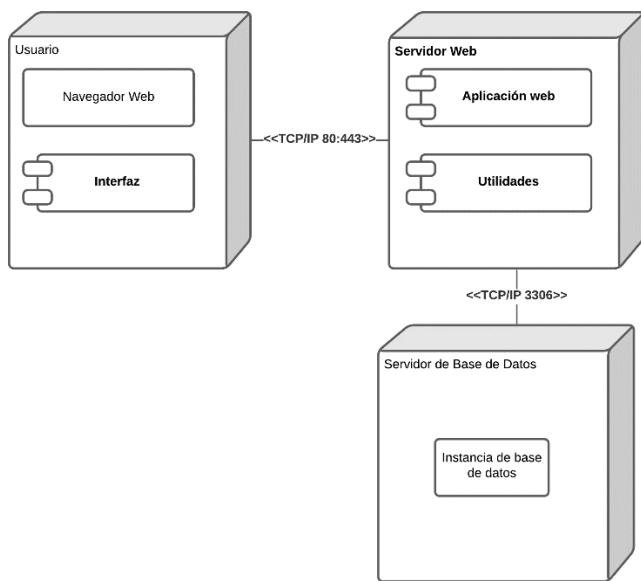 Usuario
Navegador Web
Interfaz
<<TCP/IP 80:443>>
Servidor Web
Aplicación web
Utilidades
<<TCP/IP 3306>>
Servidor de Base de Datos
Instancia de base
de datos